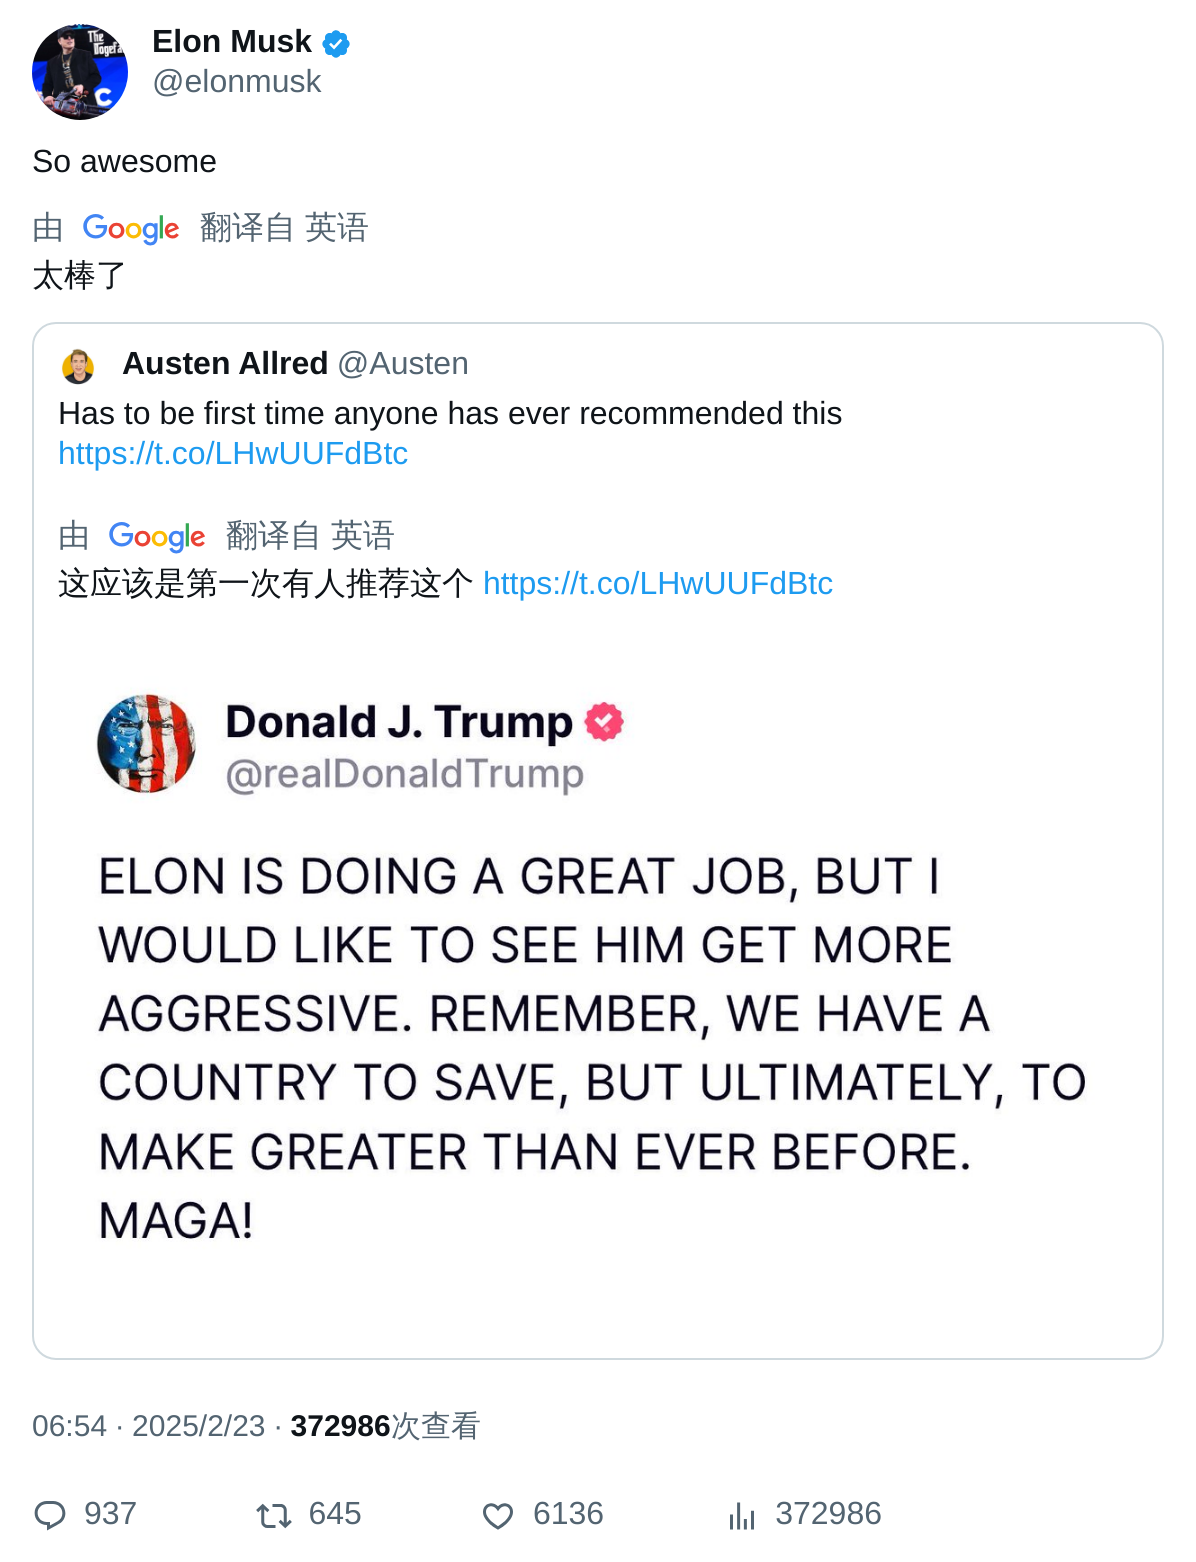 The
Dogefa
C
Elon Musk
@elonmusk
So awesome
由 Google 翻译自 英语
太棒了
Austen Allred @Austen
Has to be first time anyone has ever recommended this
https://t.co/LHwUUFdBtc
由 Google 翻译自 英语
这应该是第一次有人推荐这个 https://t.co/LHwUUFdBtc
Donald J. Trump
@realDonaldTrump
ELON IS DOING A GREAT JOB, BUT I
WOULD LIKE TO SEE HIM GET MORE
AGGRESSIVE. REMEMBER, WE HAVE A
COUNTRY TO SAVE, BUT ULTIMATELY, TO
MAKE GREATER THAN EVER BEFORE.
MAGA!
06:54 · 2025/2/23 · 372986次查看
937 645 6136 372986